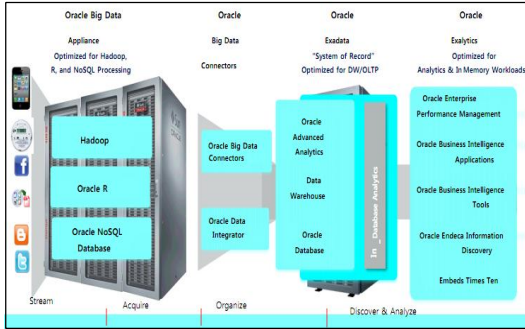 Oracle Big Data
Appliance
Optimized for Hadoop,
R, and NoSQL Processing
Oracle
Big Data
Connectors
Oracle
Exadata
"System of Record"
Optimized for DW/OLTP
Oracle
Exalytics
Optimized for
Analytics & In Memory Workloads
Hadoop
Oracle R
Oracle NoSQL
Database
Oracle Big Data
Connectors
Oracle Data
Integrator
Oracle
Advanced
Analytics
Data
Warehouse
Oracle
Database
In_Database Analytics
Oracle Enterprise
Performance Management
Oracle Business Intelligence
Applications
Oracle Business Intelligence
Tools
Oracle Endeca Information
Discovery
Embeds Times Ten
Stream
Acquire
Organize
Discover & Analyze